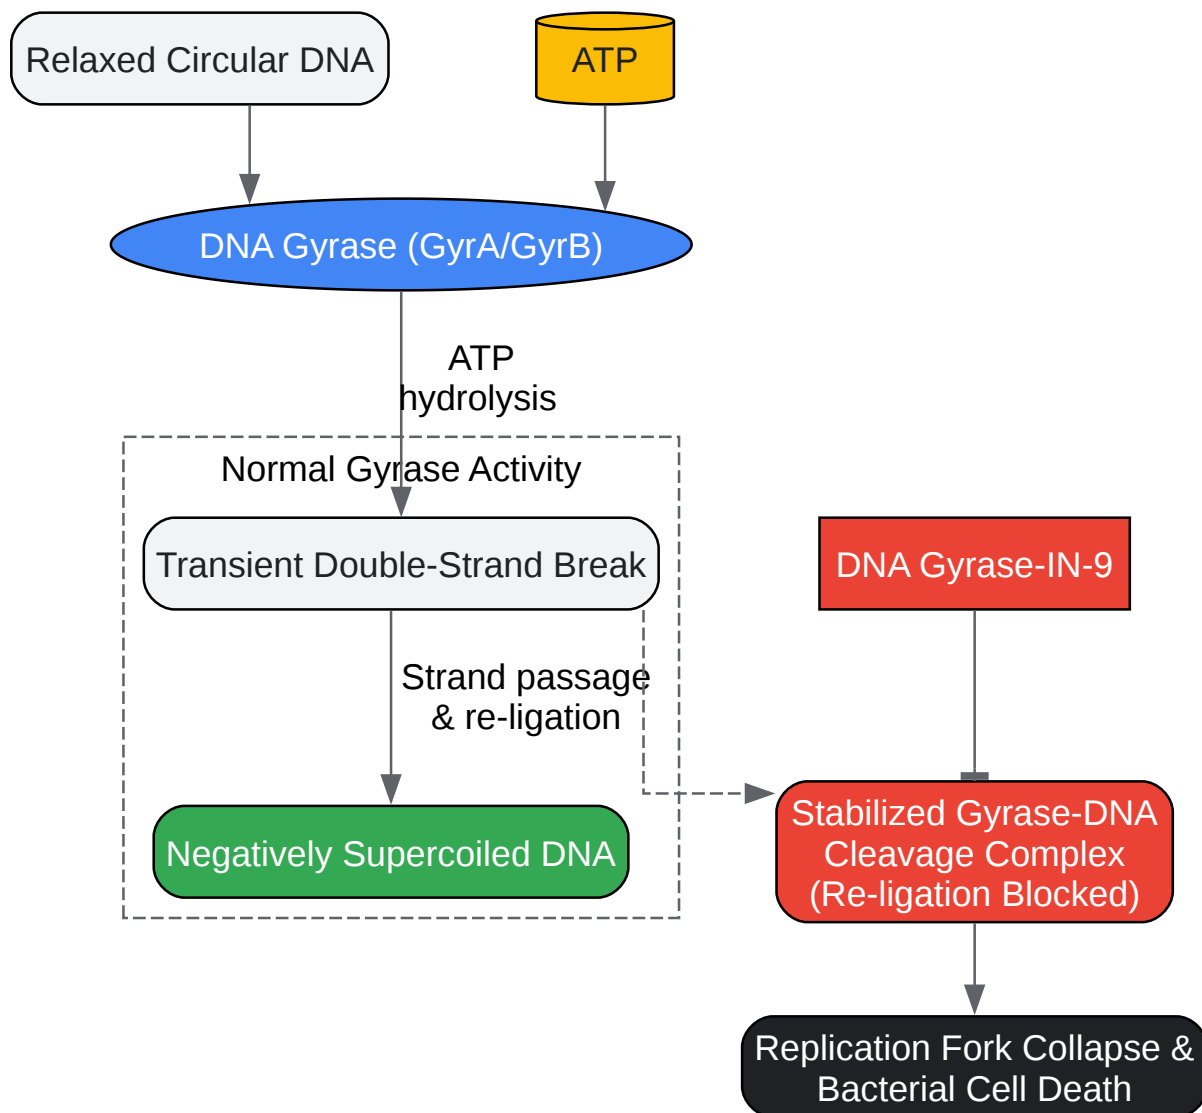 Relaxed Circular DNA
ATP
DNA Gyrase (GyrA/GyrB)
ATP
hydrolysis
Normal Gyrase Activity
Transient Double-Strand Break
DNA Gyrase-IN-9
Strand passage
& re-ligation
Negatively Supercoiled DNA
Stabilized Gyrase-DNA
Cleavage Complex
(Re-ligation Blocked)
Replication Fork Collapse &
Bacterial Cell Death